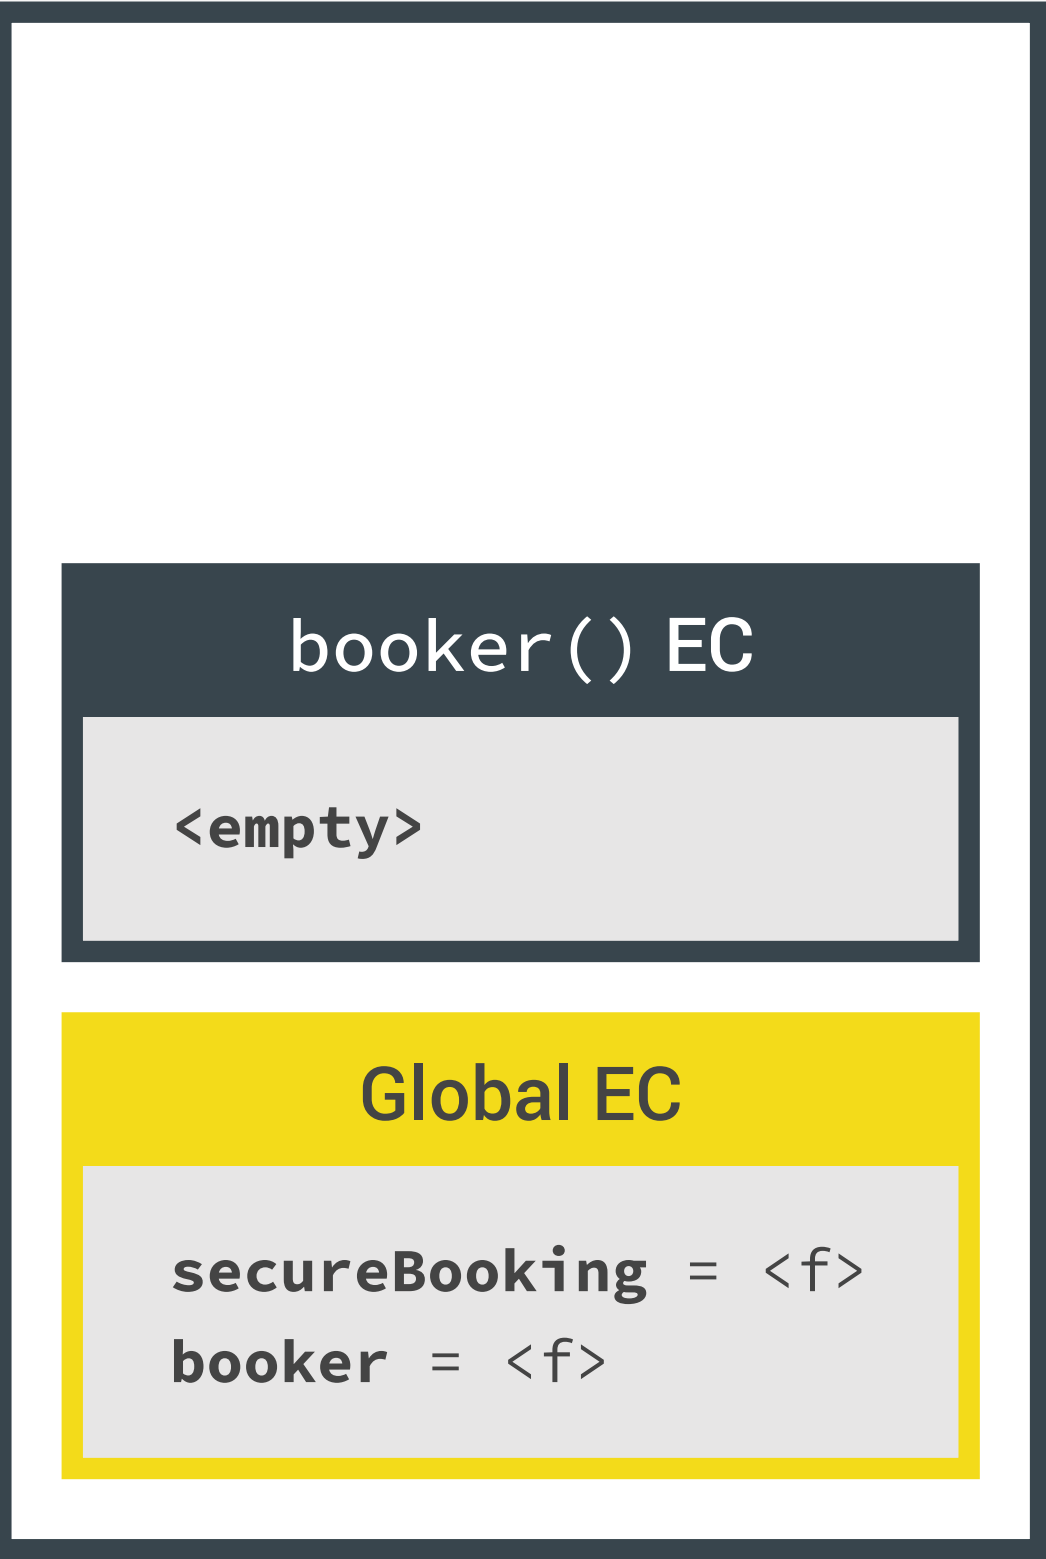 booker() EC
<empty>
Global EC
secureBooking = <f>
booker = <f>